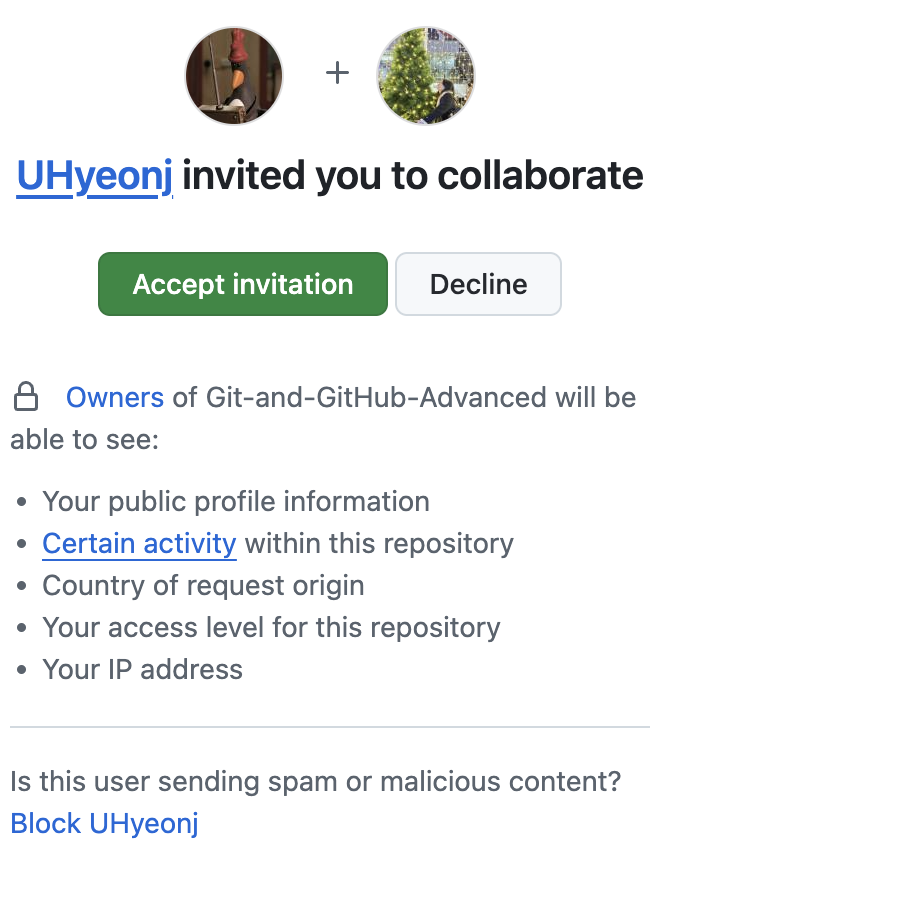 UHyeonj invited you to collaborate
Accept invitation
Decline
Owners of Git-and-GitHub-Advanced will be
able to see:
• Your public profile information
• Certain activity within this repository
• Country of request origin
• Your access level for this repository
• Your IP address
Is this user sending spam or malicious content?
Block UHyeonj